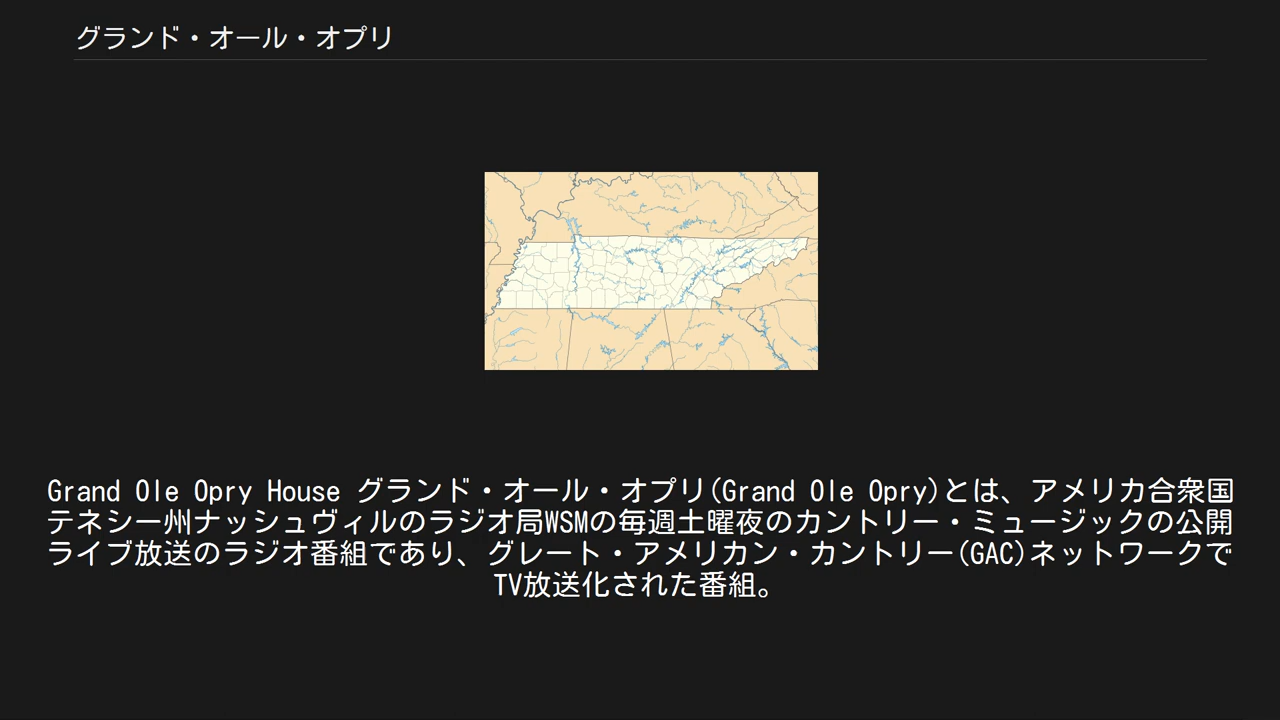 グランド・オール・オプリ
Grand Ole Opry House グランド・オール・オプリ(Grand Ole Opry)とは、アメリカ合衆国
テネシー州ナッシュヴィルのラジオ局WSMの毎週土曜夜のカントリー・ミュージックの公開
ライブ放送のラジオ番組であり、グレート・アメリカン・カントリー(GAC)ネットワークで
TV放送化された番組。